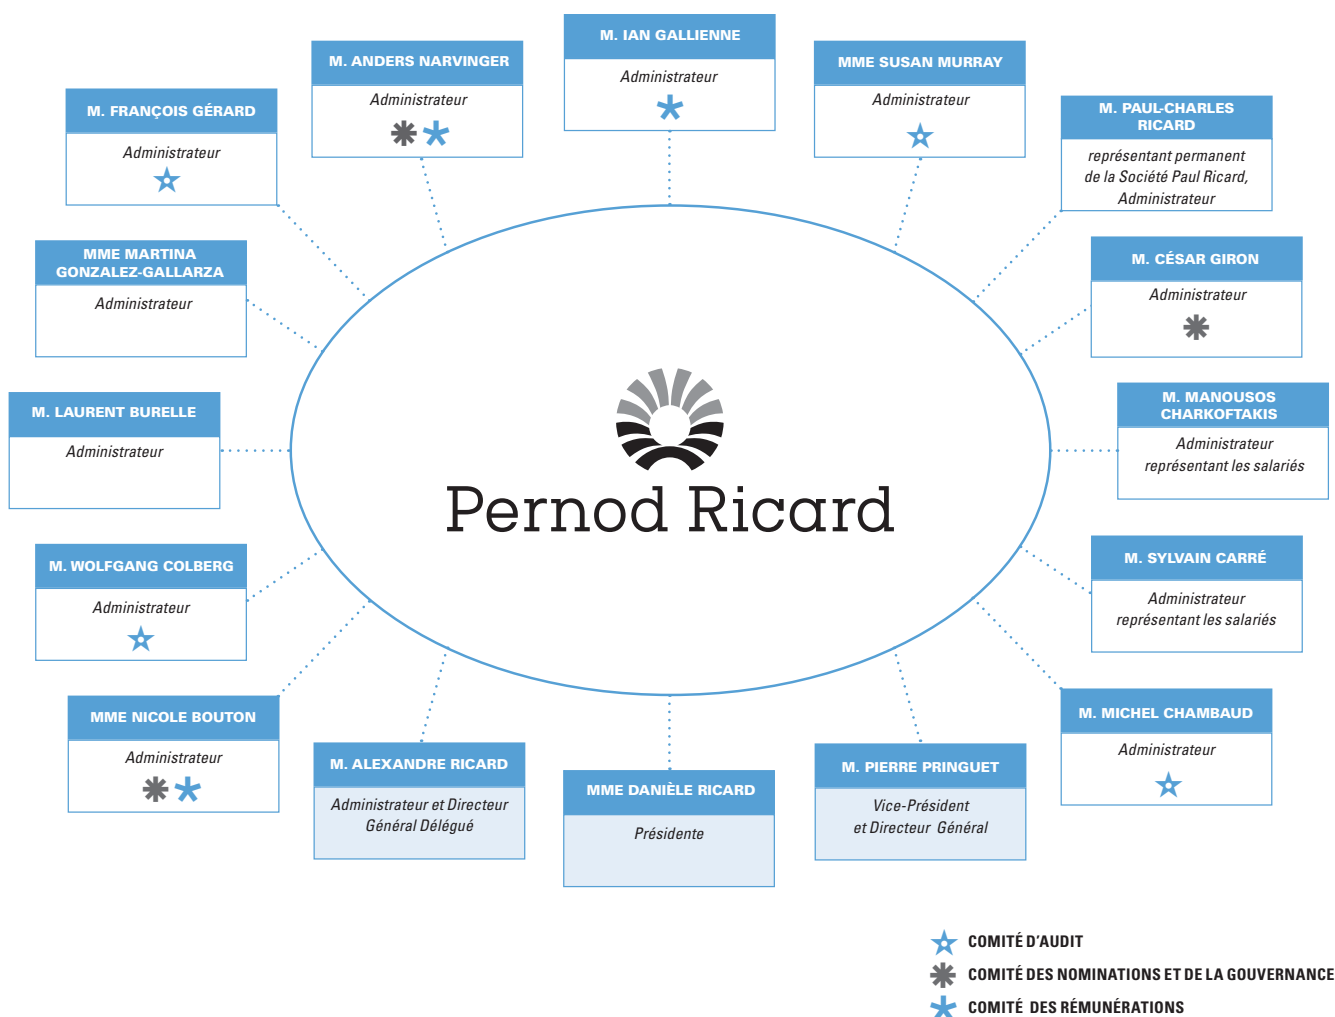 M. IAN GALLIENNE
Administrateur
M. ANDERS NARVINGER
Administrateur
MME SUSAN MURRAY
Administrateur
M. FRANÇOIS GÉRARD
Administrateur
M. PAUL-CHARLES
RICARD
représentant permanent
de la Société Paul Ricard,
Administrateur
MME MARTINA
GONZALEZ-GALLARZA
Administrateur
M. CÉSAR GIRON
Administrateur
M. LAURENT BURELLE
Administrateur
M. MANOUSOS
CHARKOFTAKIS
Administrateur
représentant les salariés
Pernod Ricard
M. WOLFGANG COLBERG
Administrateur
M. SYLVAIN CARRÉ
Administrateur
représentant les salariés
MME NICOLE BOUTON
Administrateur
M. MICHEL CHAMBAUD
Administrateur
M. ALEXANDRE RICARD
Administrateur et Directeur
Général Délégué
MME DANIÈLE RICARD
Présidente
M. PIERRE PRINGUET
Vice-Président
et Directeur Général
COMITÉ D'AUDIT
COMITÉ DES NOMINATIONS ET DE LA GOUVERNANCE
COMITÉ DES RÉMUNÉRATIONS